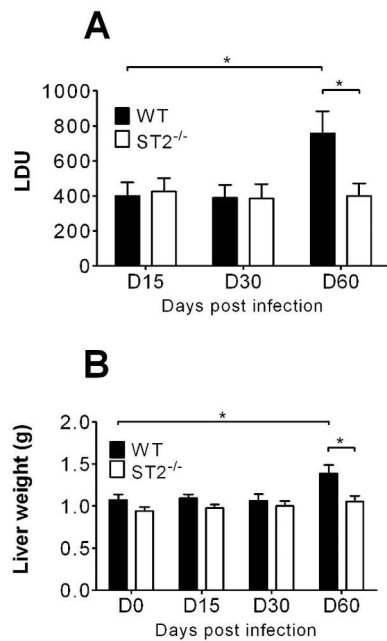 A
*
*
1000
800
600
400
200
0
LDU
WT
ST2-/-
D15 D30 D60
Days post infection
B
*
*
2.0
1.5
1.0
0.5
0.0
Liver weight (g)
WT
ST2-/-
D0 D15 D30 D60
Days post infection